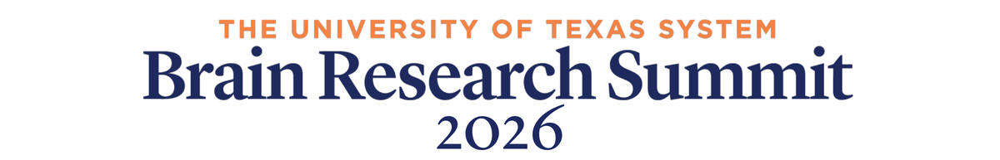 THE UNIVERSITY OF TEXAS SYSTEM
Brain Research Summit
2026